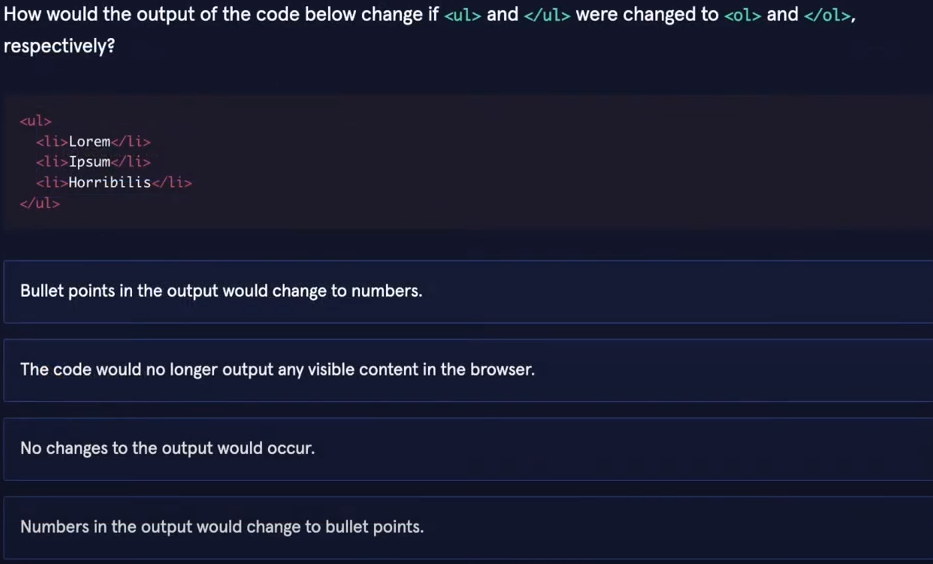 How would the output of the code below change if <ul> and </ul> were changed to <ol> and </ol>,
respectively?
<ul>
<li>Lorem</li>
<li>Ipsum</li>
<li>Horribilis</li>
</ul>
Bullet points in the output would change to numbers.
The code would no longer output any visible content in the browser.
No changes to the output would occur.
Numbers in the output would change to bullet points.